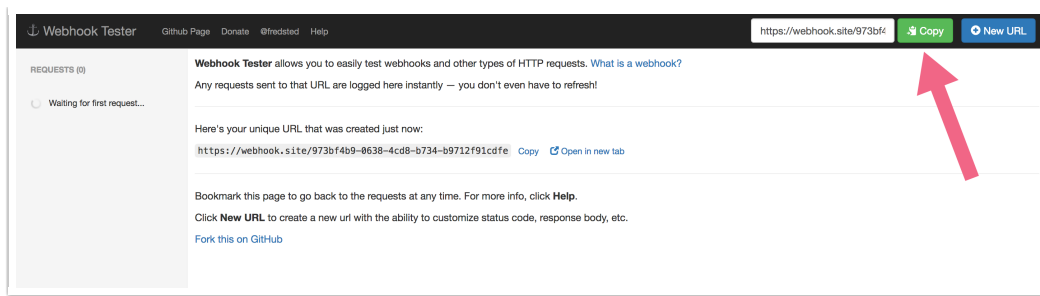 Webhook Tester Github Page Donate @fredsted Help https://webhook.site/973bf4 Copy New URL
REQUESTS (0)
Waiting for first request...
Webhook Tester allows you to easily test webhooks and other types of HTTP requests. What is a webhook?
Any requests sent to that URL are logged here instantly — you don't even have to refresh!
Here's your unique URL that was created just now:
https://webhook.site/973bf4b9-0638-4cd8-b734-b9712f91cdfe Copy Open in new tab
Bookmark this page to go back to the requests at any time. For more info, click Help.
Click New URL to create a new url with the ability to customize status code, response body, etc.
Fork this on GitHub